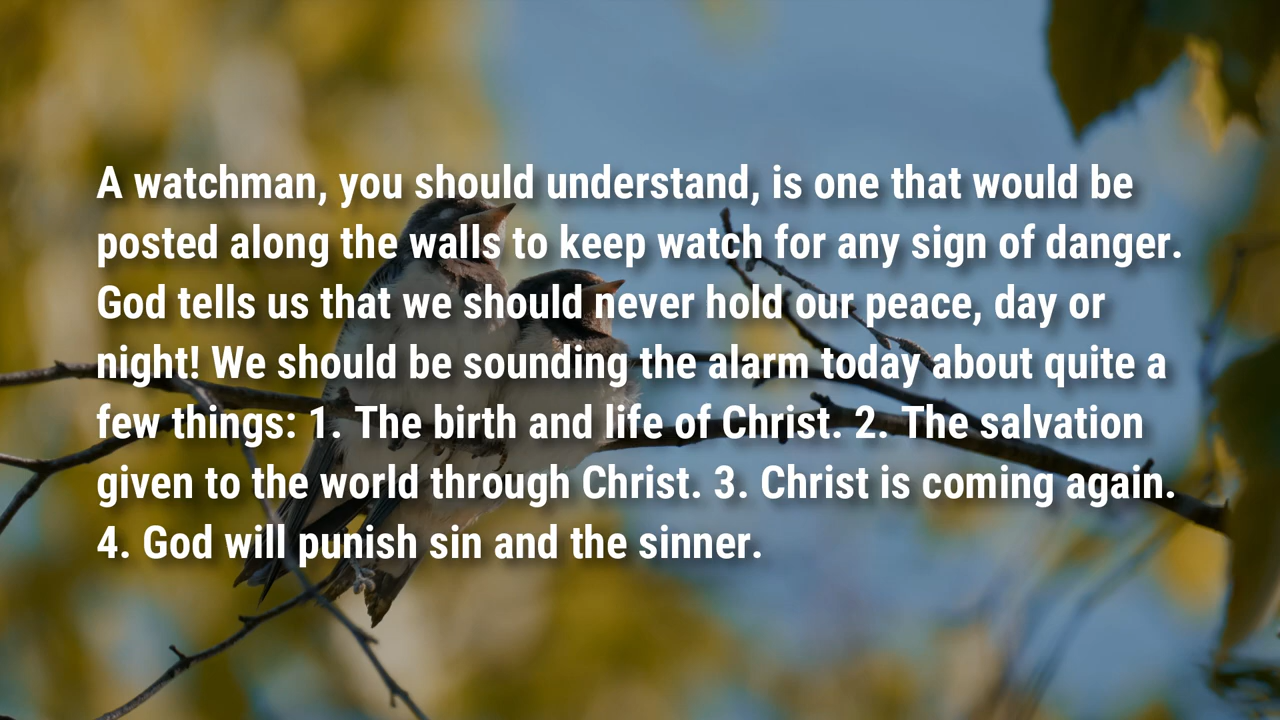 A watchman, you should understand, is one that would be
posted along the walls to keep watch for any sign of danger.
God tells us that we should never hold our peace, day or
night! We should be sounding the alarm today about quite a
few things: 1. The birth and life of Christ. 2. The salvation
given to the world through Christ. 3. Christ is coming again.
4. God will punish sin and the sinner.